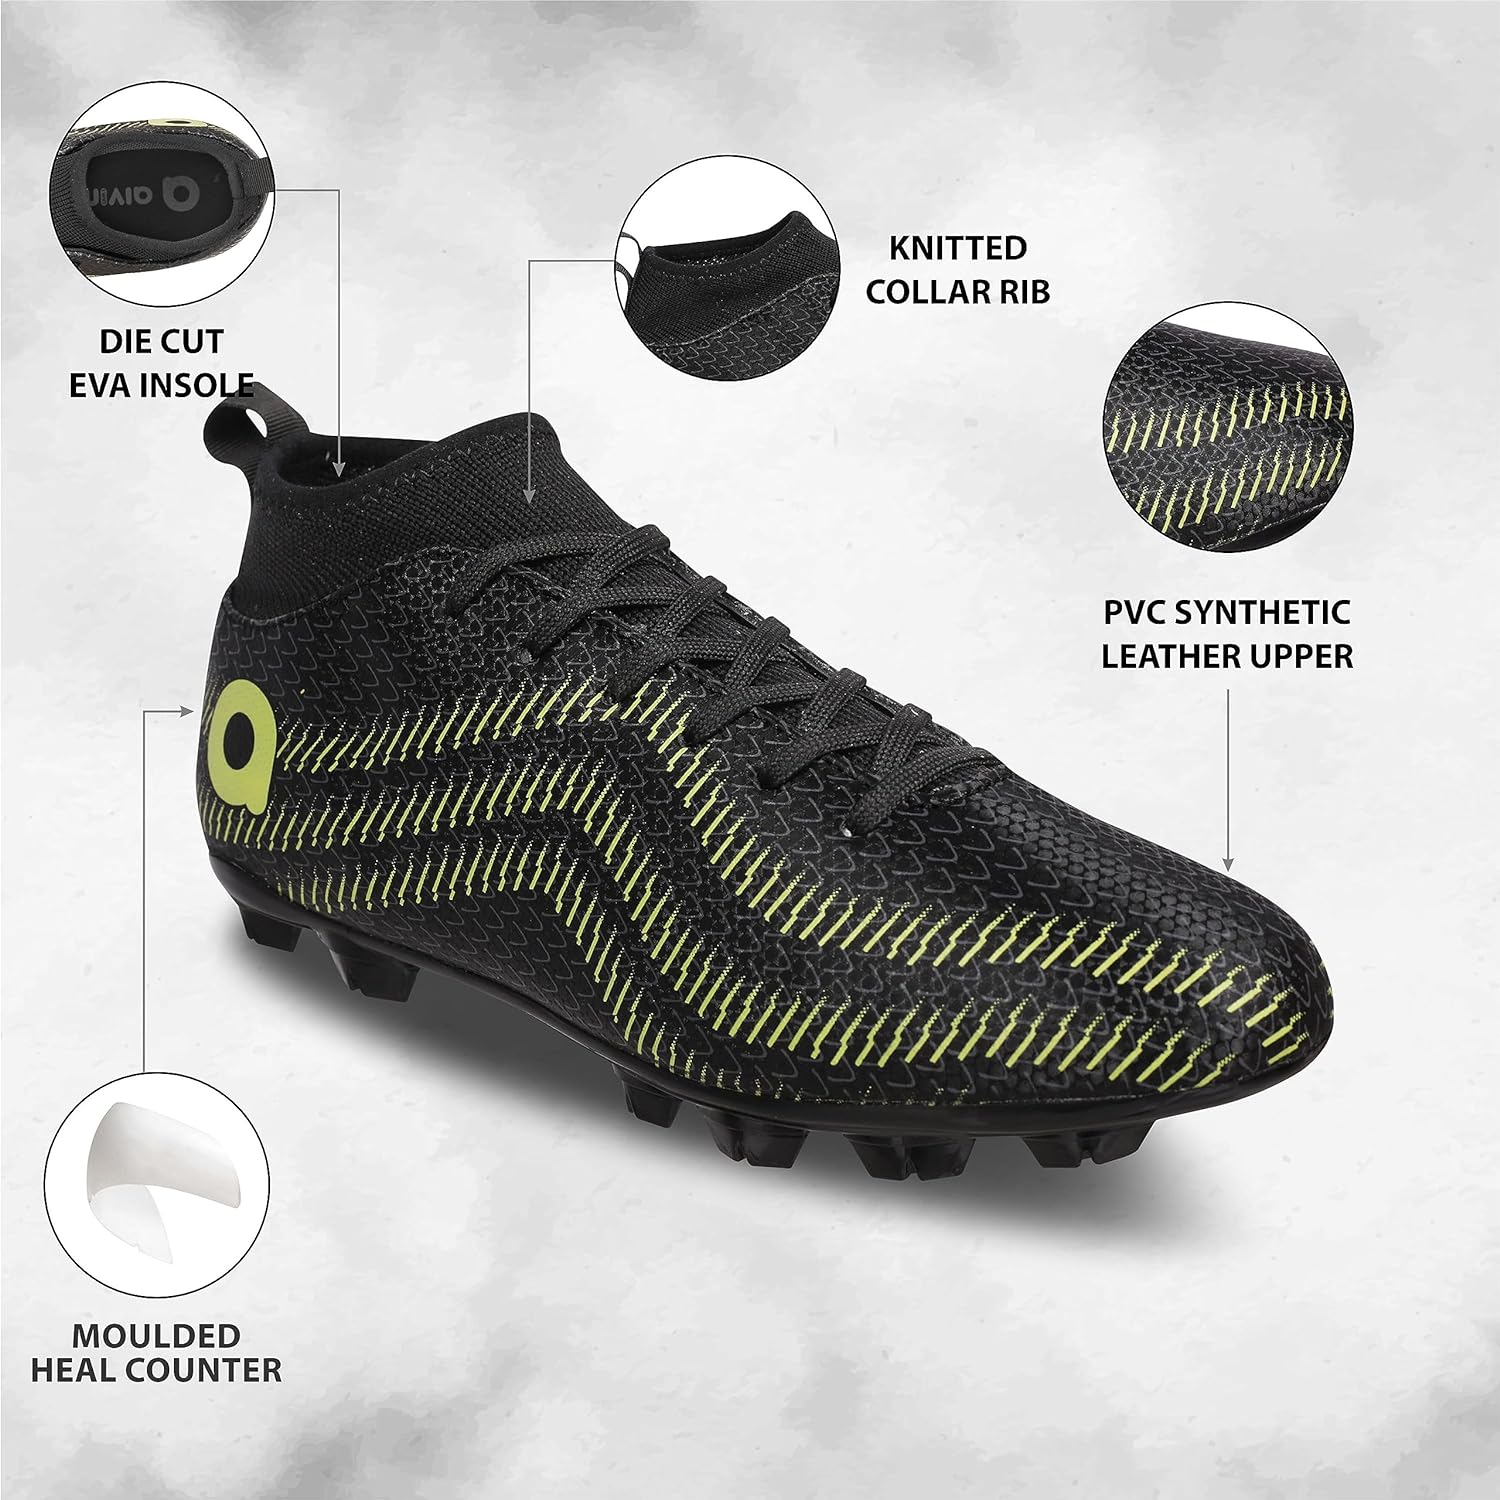 DIE CUT
EVA INSOLE
KNITTED
COLLAR RIB
PVC SYNTHETIC
LEATHER UPPER
MOULDED
HEAL COUNTER